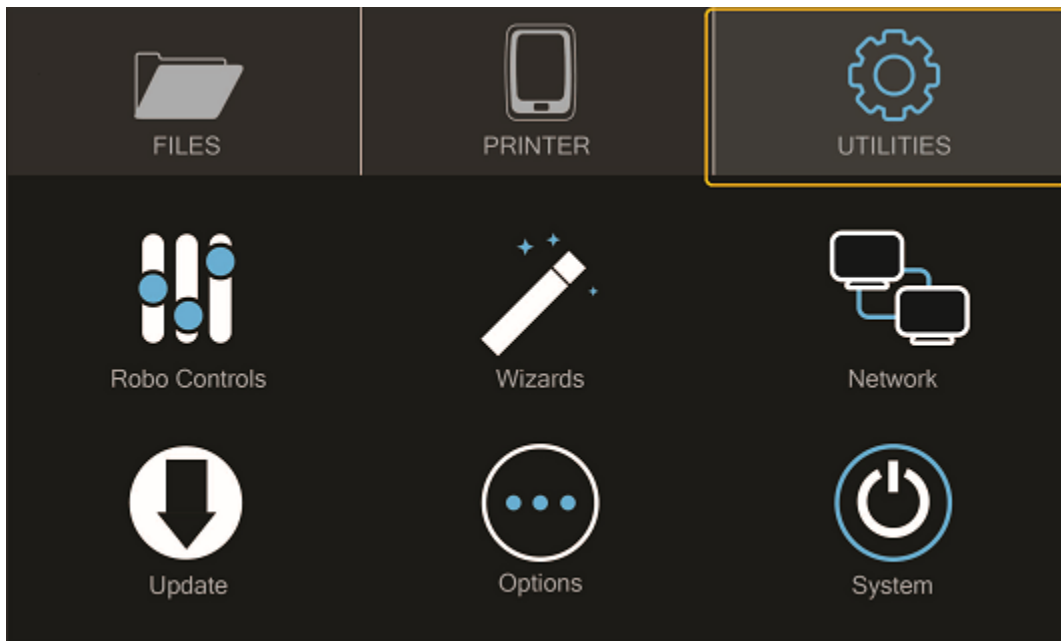 FILES
PRINTER
UTILITIES
Robo Controls
Wizards
Network
Update
Options
System